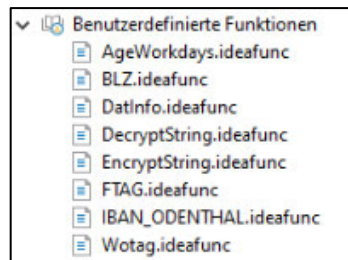 Benutzerdefinierte Funktionen
AgeWorkdays.ideafunc
BLZ.ideafunc
DatInfo.ideafunc
DecryptString.ideafunc
EncryptString.ideafunc
FTAG.ideafunc
IBAN_ODENTHAL.ideafunc
Wotag.ideafunc